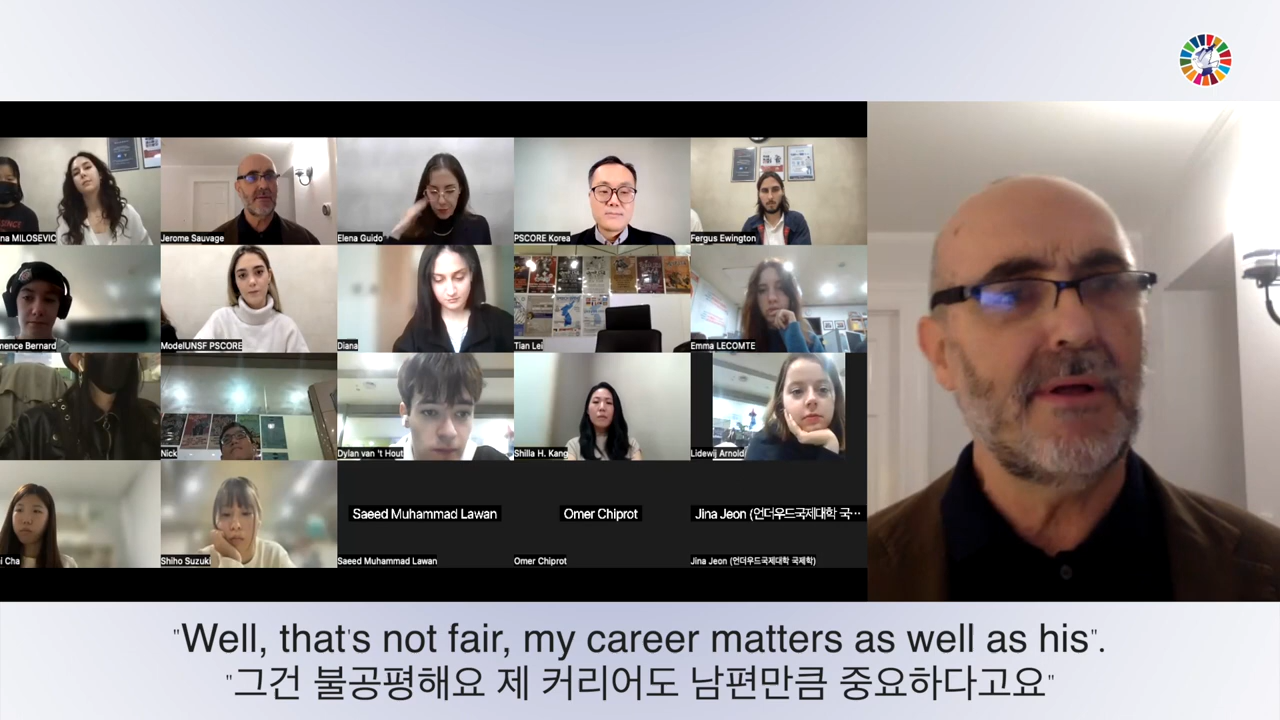 na MILOSEVIC
Jerome Sauvage
Elena Guido
PSCORE Korea
Fergus Ewington
mence Bernard
ModelUNSF PSCORE
Diana
Tian Lei
Emma LECOMTE
Nick
Dylan van 't Hout
Shilla H. Kang
Lidewij Arnold
i Cha
Shiho Suzuki
Saeed Muhammad Lawan
Omer Chiprot
Jina Jeon (언더우드국제대학 국…
Saeed Muhammad Lawan
Omer Chiprot
Jina Jeon (언더우드국제대학 국제학)
"Well, that's not fair, my career matters as well as his".
"그건 불공평해요 제 커리어도 남편만큼 중요하다고요"